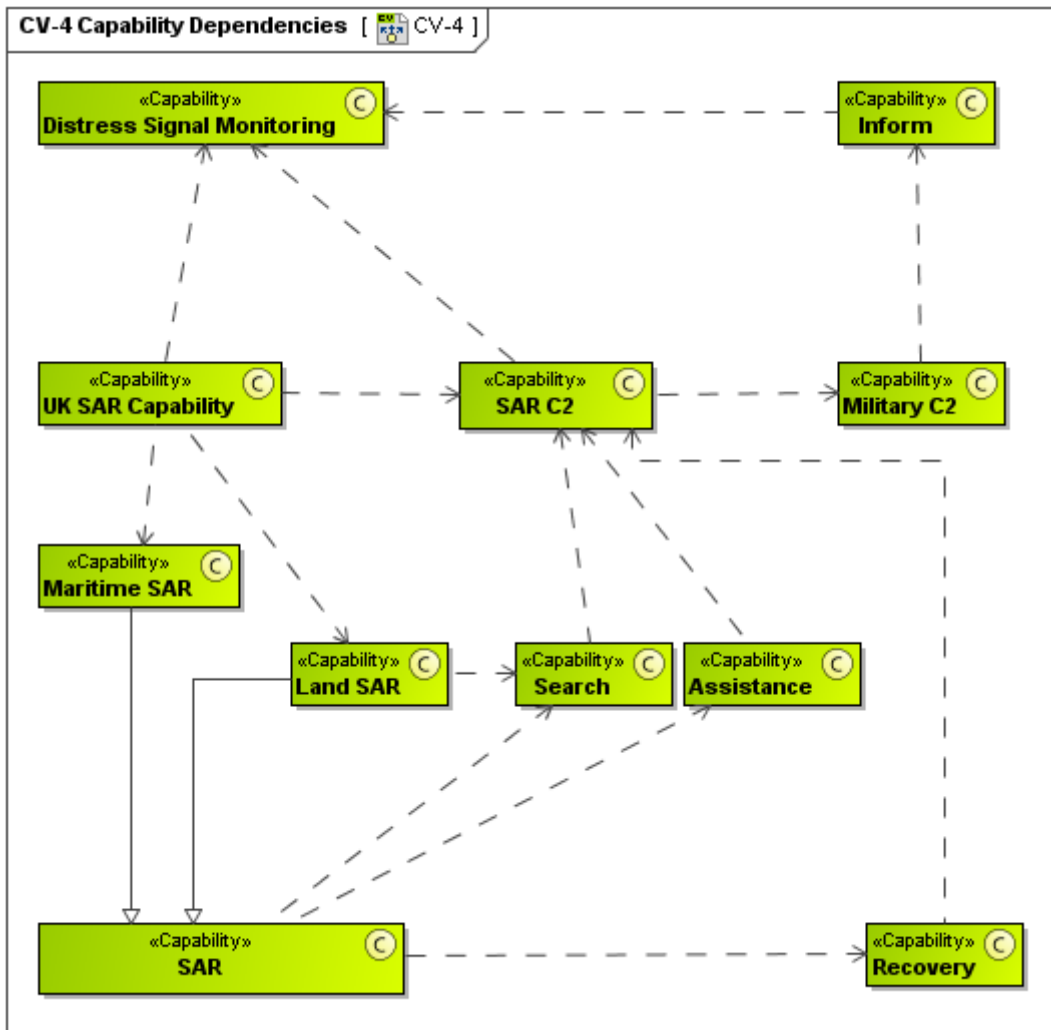 CV-4 Capability Dependencies [ CV CV-4 ]
«Capability» C
Distress Signal Monitoring
«Capability» C
Inform
«Capability» C
UK SAR Capability
«Capability» C
SAR C2
«Capability» C
Military C2
«Capability» C
Maritime SAR
«Capability» C
Land SAR
«Capability» C
Search
«Capability» C
Assistance
«Capability» C
SAR
«Capability» C
Recovery